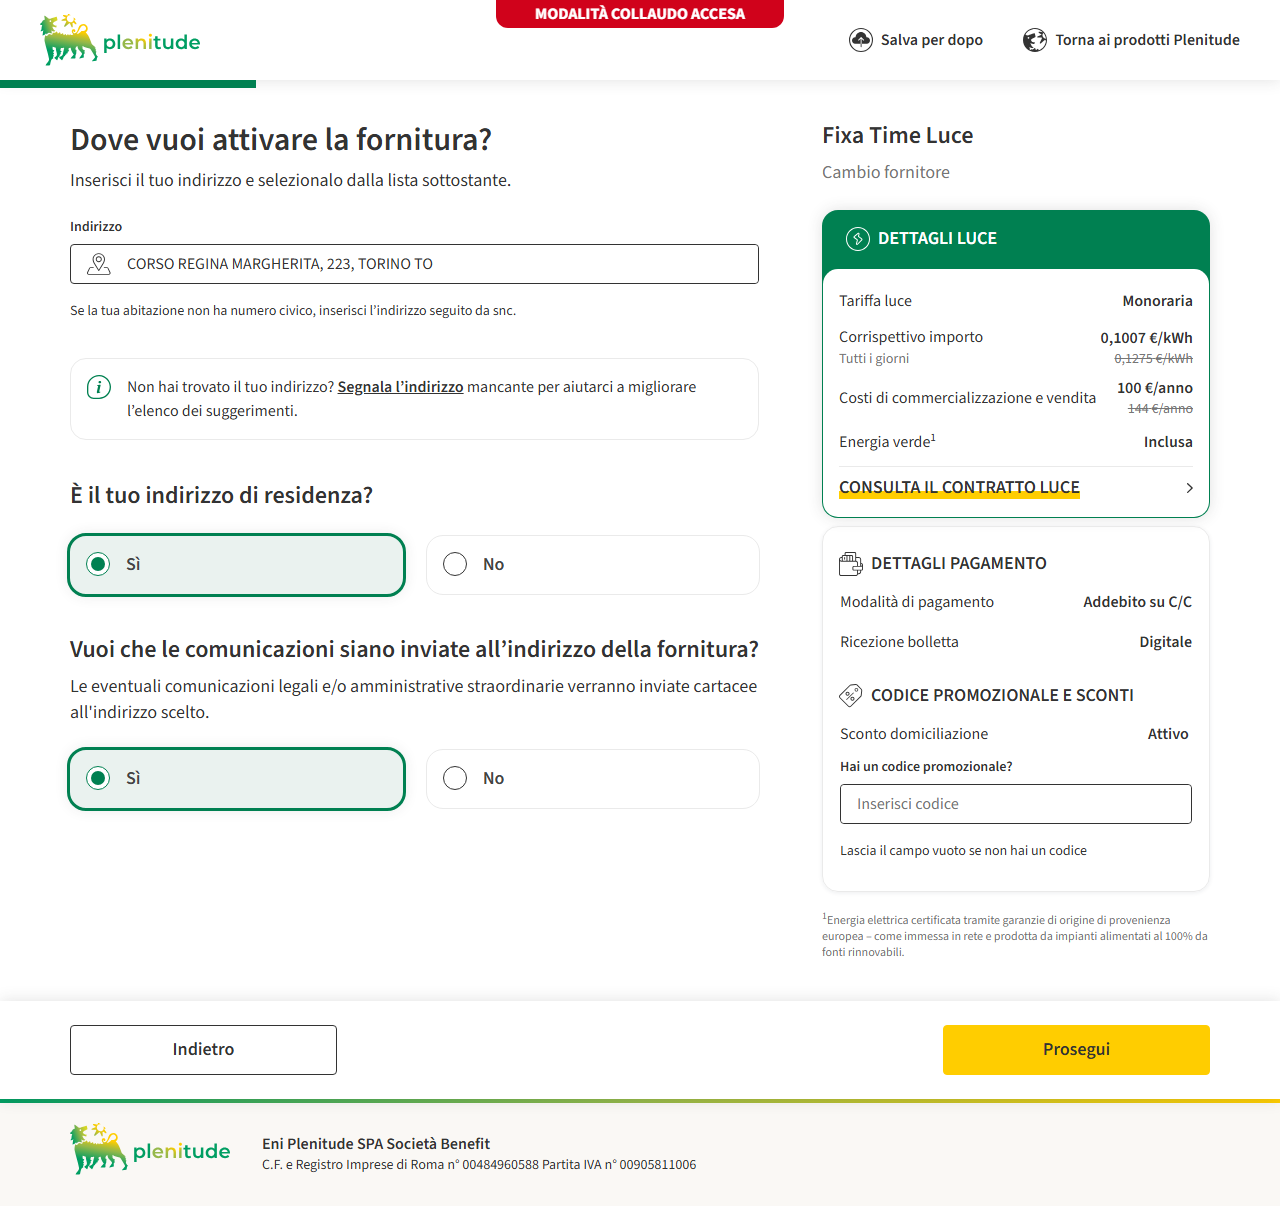 MODALITÀ COLLAUDO ACCESA
plenitude
Salva per dopo
Torna ai prodotti Plenitude
Dove vuoi attivare la fornitura?
Inserisci il tuo indirizzo e selezionalo dalla lista sottostante.
Indirizzo
CORSO REGINA MARGHERITA, 223, TORINO TO
Se la tua abitazione non ha numero civico, inserisci l’indirizzo seguito da snc.
Non hai trovato il tuo indirizzo? Segnala l’indirizzo mancante per aiutarci a migliorare
l’elenco dei suggerimenti.
È il tuo indirizzo di residenza?
Sì
No
Vuoi che le comunicazioni siano inviate all’indirizzo della fornitura?
Le eventuali comunicazioni legali e/o amministrative straordinarie verranno inviate cartacee
all'indirizzo scelto.
Sì
No
Fixa Time Luce
Cambio fornitore
DETTAGLI LUCE
Tariffa luce Monoraria
Corrispettivo importo 0,1007 €/kWh
Tutti i giorni 0,1275 €/kWh
100 €/anno
Costi di commercializzazione e vendita
144 €/anno
Energia verde¹ Inclusa
CONSULTA IL CONTRATTO LUCE
DETTAGLI PAGAMENTO
Modalità di pagamento Addebito su C/C
Ricezione bolletta Digitale
CODICE PROMOZIONALE E SCONTI
Sconto domiciliazione Attivo
Hai un codice promozionale?
Inserisci codice
Lascia il campo vuoto se non hai un codice
¹Energia elettrica certificata tramite garanzie di origine di provenienza
europea – come immessa in rete e prodotta da impianti alimentati al 100% da
fonti rinnovabili.
Indietro
Prosegui
plenitude
Eni Plenitude SPA Società Benefit
C.F. e Registro Imprese di Roma n° 00484960588 Partita IVA n° 00905811006